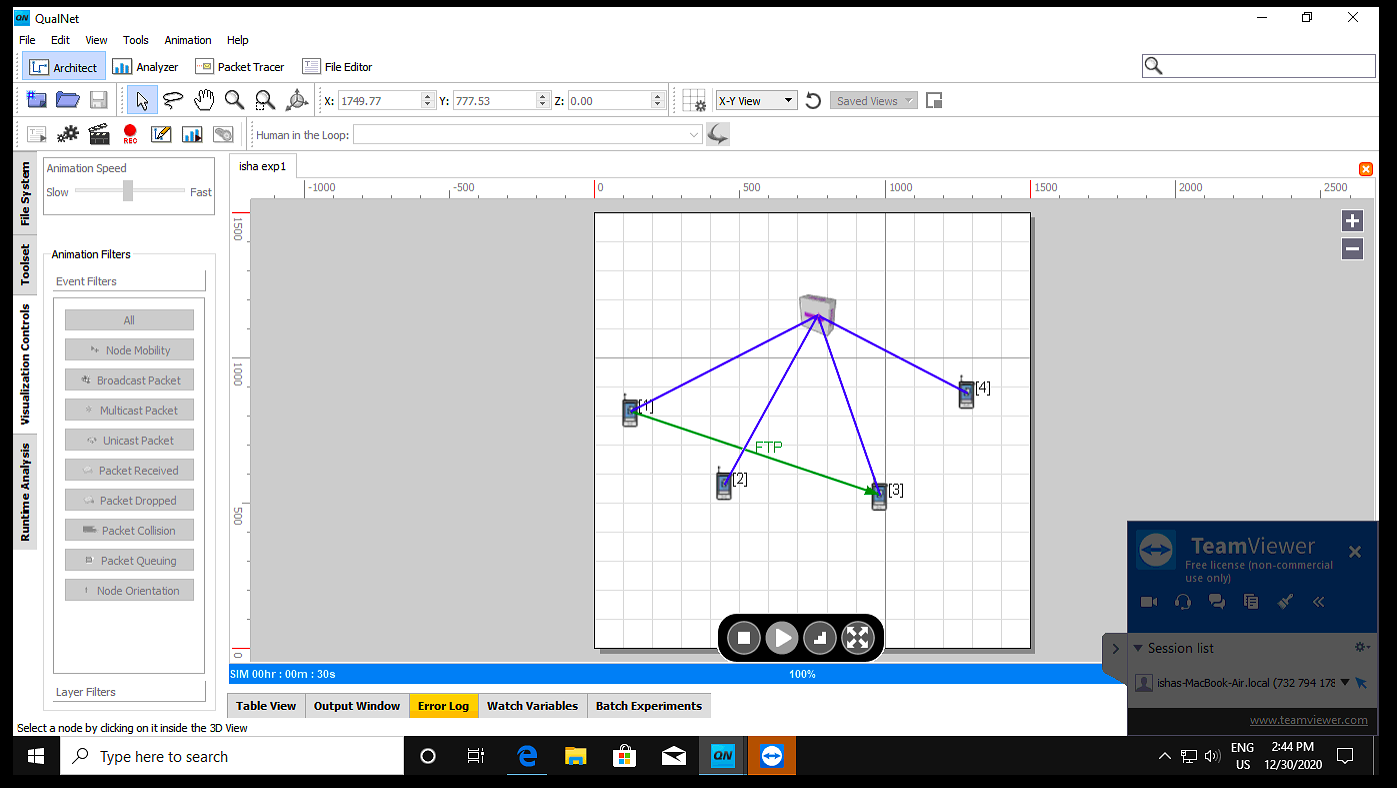 QN QualNet
File Edit View Tools Animation Help
Architect Analyzer Packet Tracer File Editor
X: 1749.77 Y: 777.53 Z: 0.00 X-Y View Saved Views
REC Human in the Loop:
File System
Toolset
Visualization Controls
Runtime Analysis
Animation Speed
Slow Fast
Animation Filters
Event Filters
All
Node Mobility
Broadcast Packet
Multicast Packet
Unicast Packet
Packet Received
Packet Dropped
Packet Collision
Packet Queuing
Node Orientation
Layer Filters
isha exp1
-1000 -500 0 500 1000 1500 2000 2500
1500
1000
500
0
[1]
[2]
[3]
[4]
FTP
SIM 00hr : 00m : 30s 100%
Table View Output Window Error Log Watch Variables Batch Experiments
Select a node by clicking on it inside the 3D View
TeamViewer
Free license (non-commercial
use only)
Session list
ishas-MacBook-Air.local (732 794 178
www.teamviewer.com
Type here to search
QN
ENG
US
2:44 PM
12/30/2020